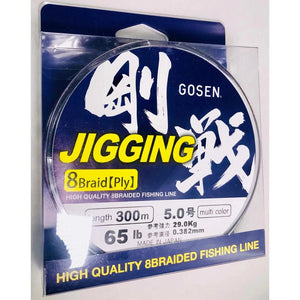 GOSEN.
剛戦
JIGGING
8Braid【Ply】
HIGH QUALITY 8BRAIDED FISHING LINE
Length 300m 5.0号 multi color
65 lb 参考強力 29.0Kg
参考直径 0.382mm
MADE IN JAPAN
HIGH QUALITY 8BRAIDED FISHING LINE